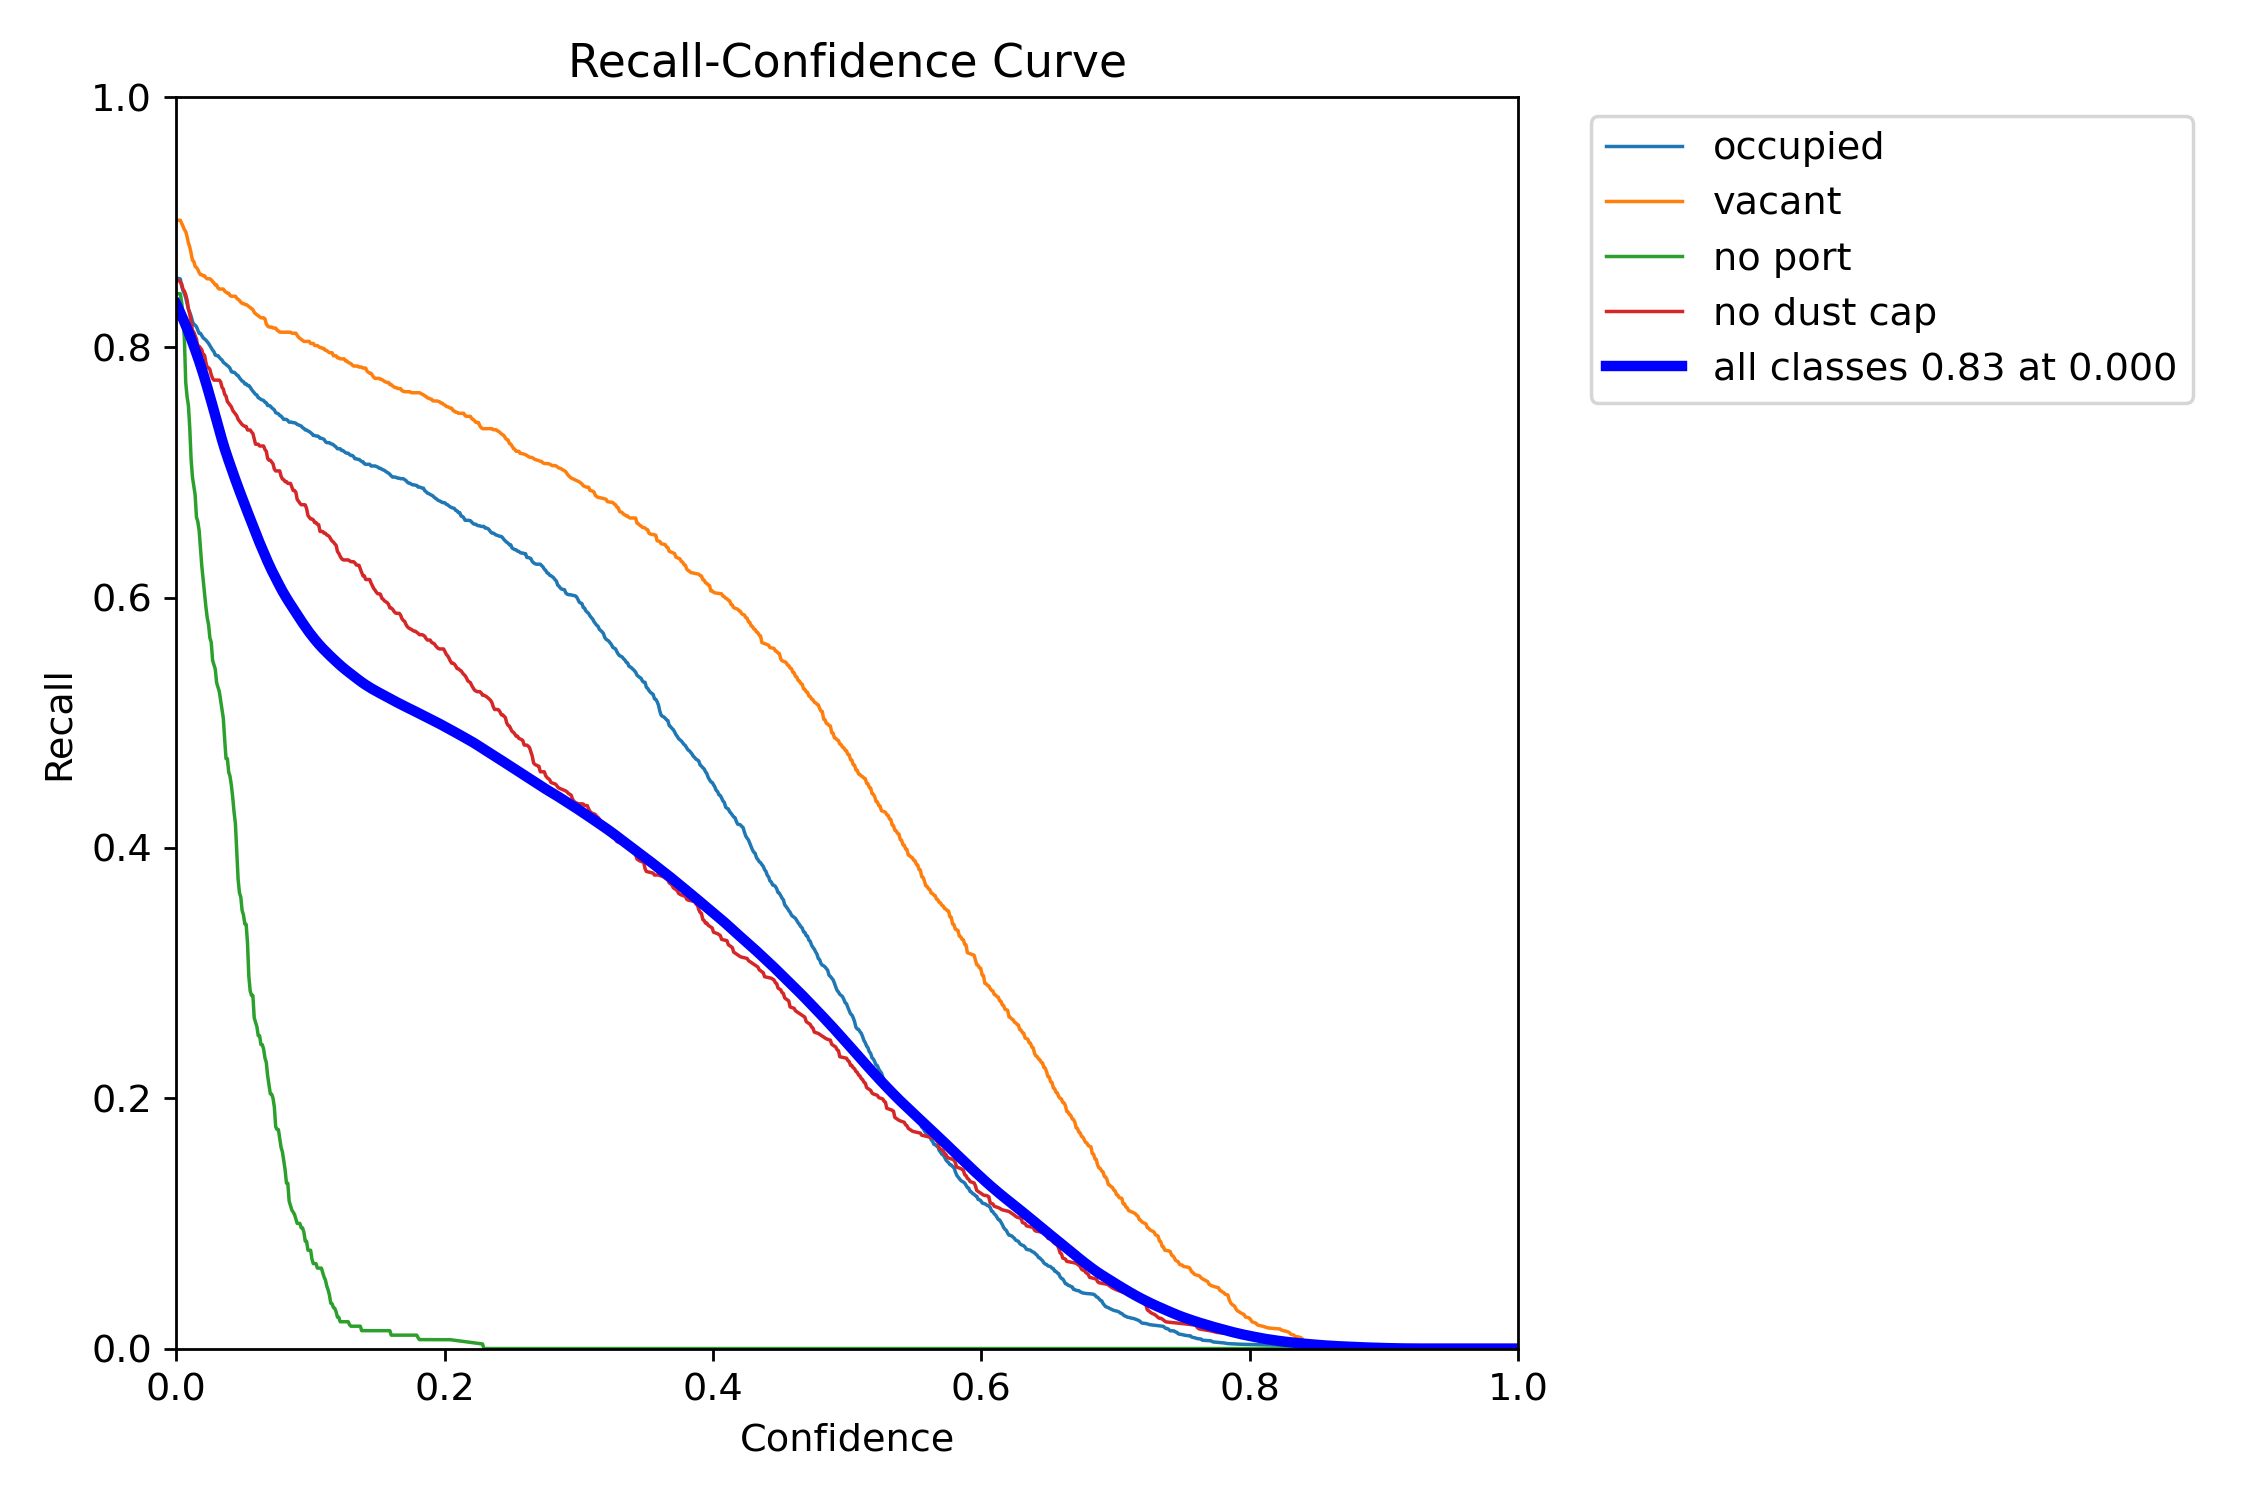 Recall-Confidence Curve
1.0
0.8
0.6
0.4
0.2
0.0
Recall
0.0 0.2 0.4 0.6 0.8 1.0
Confidence
occupied
vacant
no port
no dust cap
all classes 0.83 at 0.000